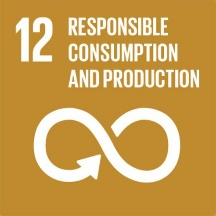 12 RESPONSIBLE
CONSUMPTION
AND PRODUCTION